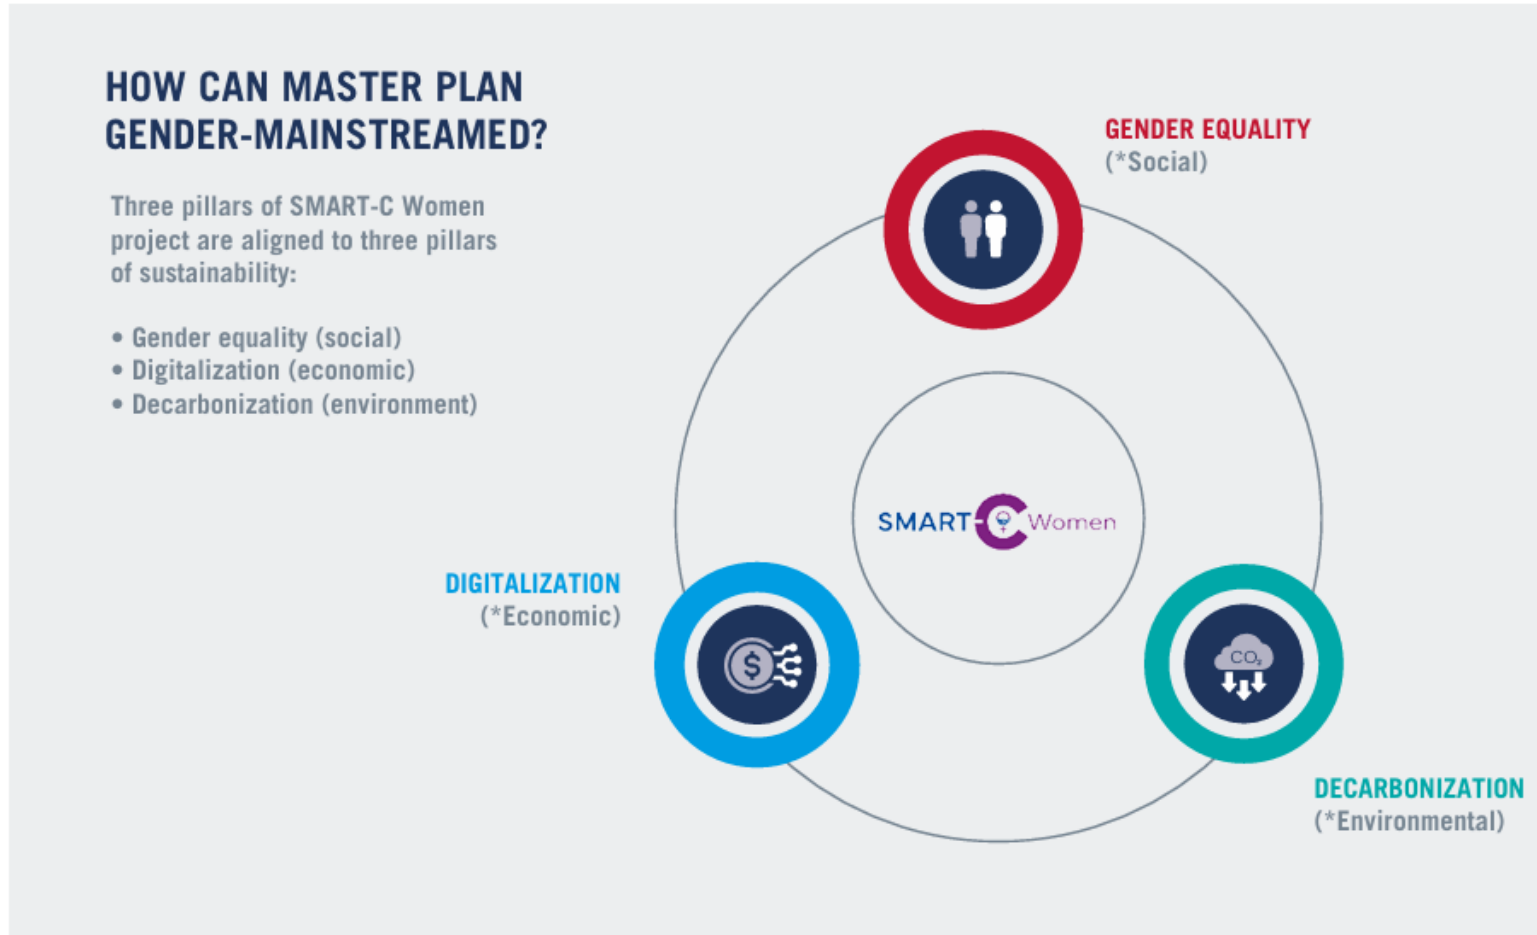 HOW CAN MASTER PLAN
GENDER-MAINSTREAMED?
Three pillars of SMART-C Women
project are aligned to three pillars
of sustainability:
• Gender equality (social)
• Digitalization (economic)
• Decarbonization (environment)
GENDER EQUALITY
(*Social)
SMART-C Women
DIGITALIZATION
(*Economic)
$
CO₂
DECARBONIZATION
(*Environmental)